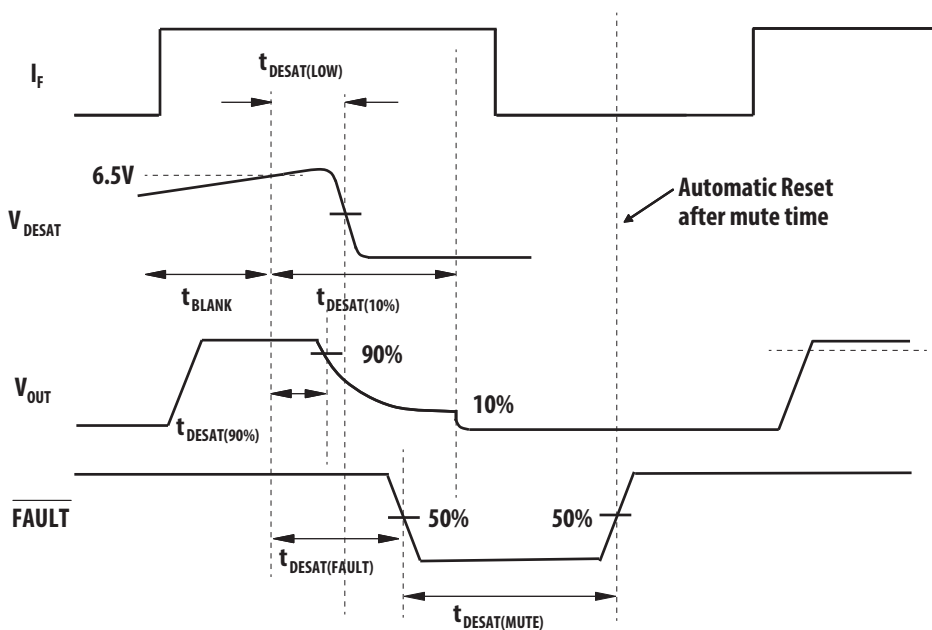 I_F
t_DESAT(LOW)
6.5V
V_DESAT
Automatic Reset
after mute time
t_BLANK
t_DESAT(10%)
90%
V_OUT
10%
t_DESAT(90%)
FAULT
50%
50%
t_DESAT(FAULT)
t_DESAT(MUTE)